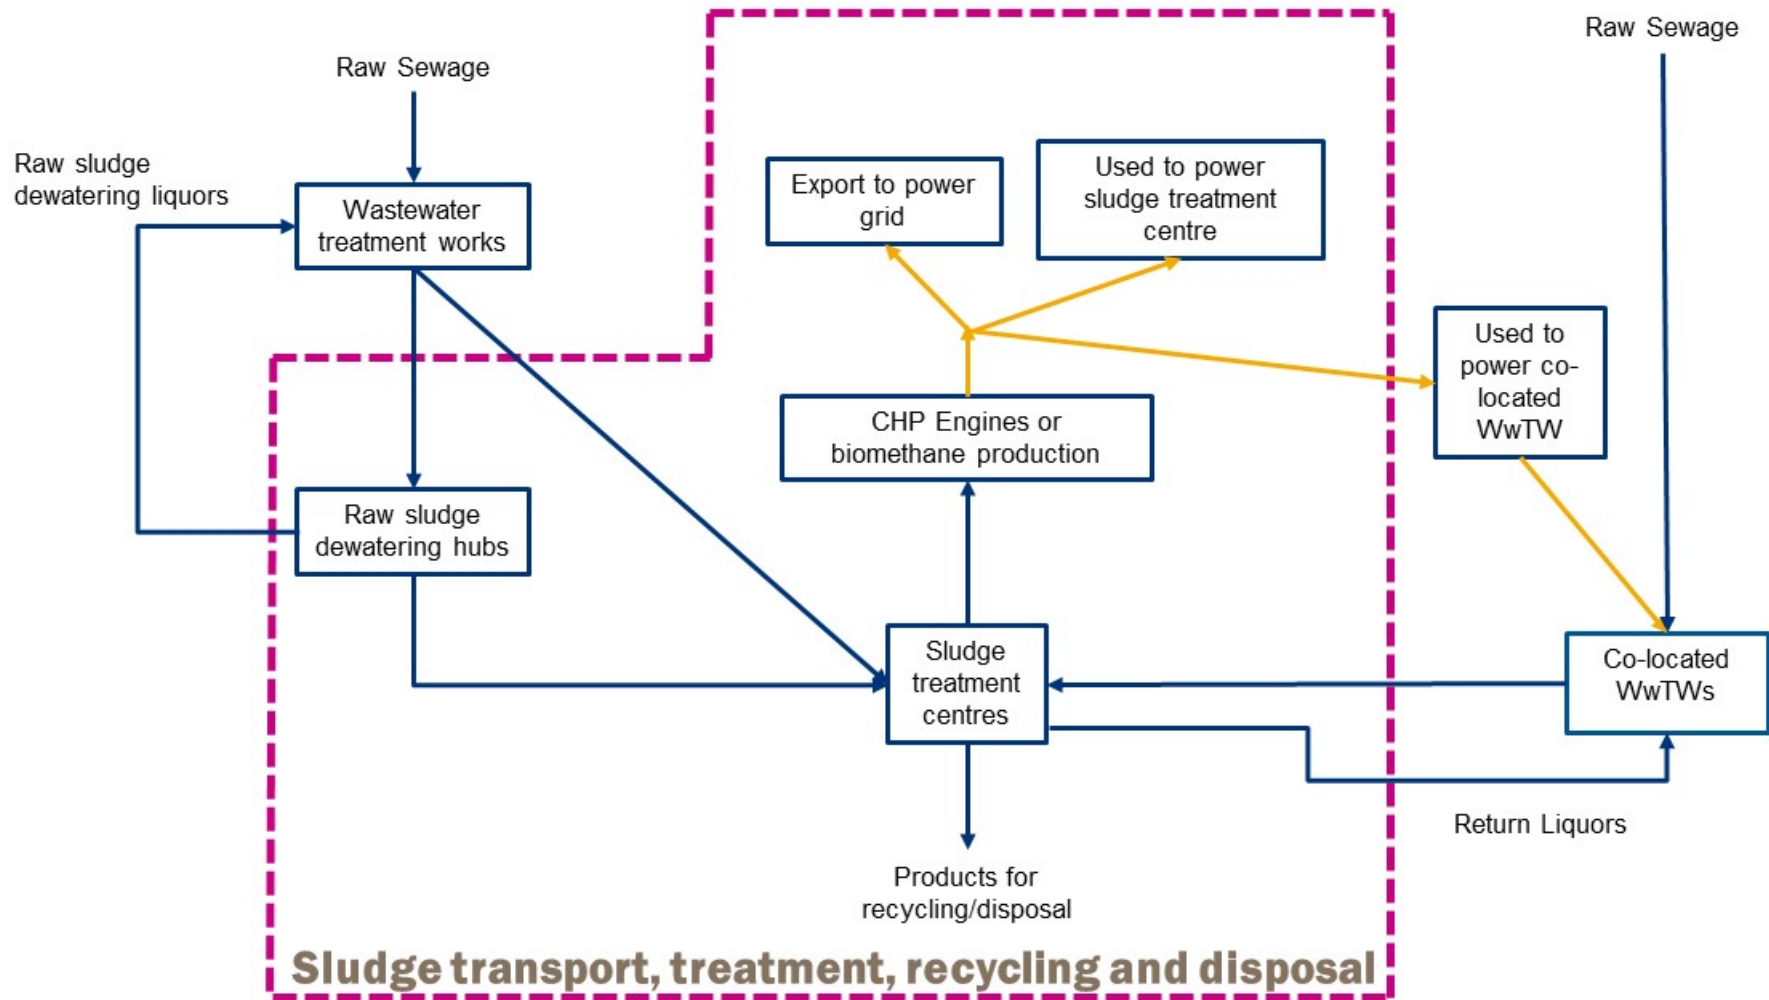 Raw Sewage
Raw Sewage
Raw sludge
dewatering liquors
Wastewater
treatment works
Export to power
grid
Used to power
sludge treatment
centre
Used to
power co-
located
WwTW
CHP Engines or
biomethane production
Raw sludge
dewatering hubs
Sludge
treatment
centres
Co-located
WwTWs
Return Liquors
Products for
recycling/disposal
Sludge transport, treatment, recycling and disposal